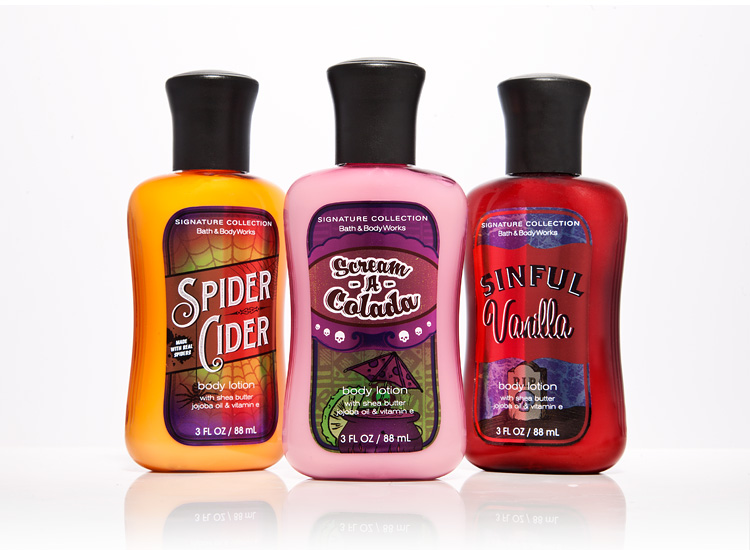 SIGNATURE COLLECTION
Bath & BodyWorks
SPIDER
CIDER
MADE
WITH REAL
SPIDERS
body lotion
with shea butter
jojoba oil & vitamin e
3 FL OZ / 88 mL
SIGNATURE COLLECTION
Bath & BodyWorks
Scream
-A-
Colada
body lotion
with shea butter
jojoba oil & vitamin e
3 FL OZ / 88 mL
SIGNATURE COLLECTION
Bath & BodyWorks
SINFUL
Vanilla
body lotion
with shea butter
jojoba oil & vitamin e
3 FL OZ / 88 mL